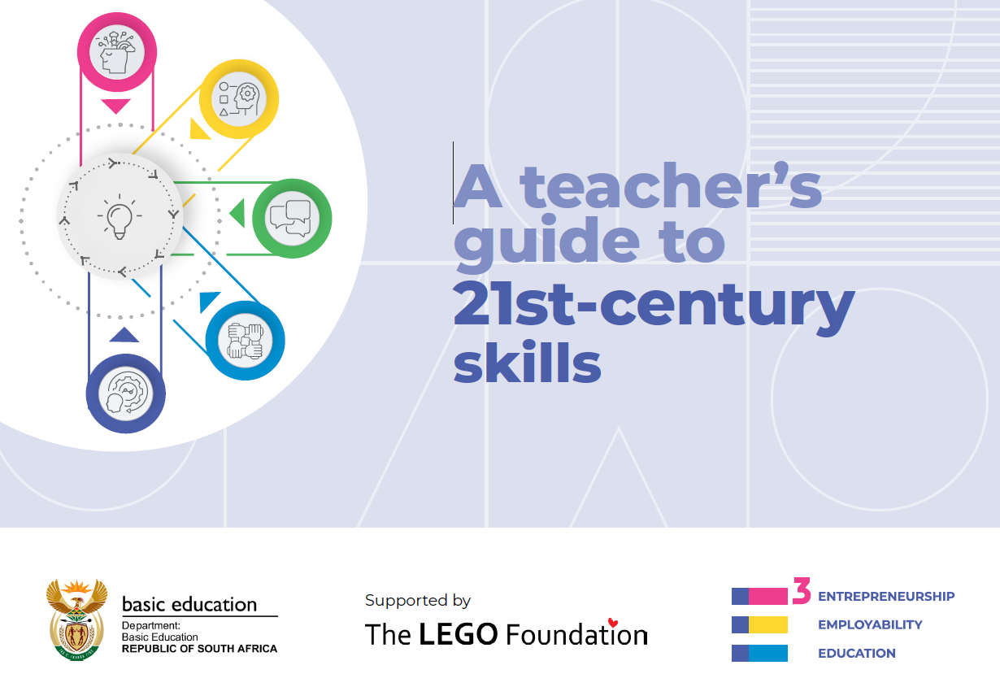 A teacher's
guide to
21st-century
skills
basic education
Department:
Basic Education
REPUBLIC OF SOUTH AFRICA
Supported by
The LEGO Foundation
3 ENTREPRENEURSHIP
EMPLOYABILITY
EDUCATION